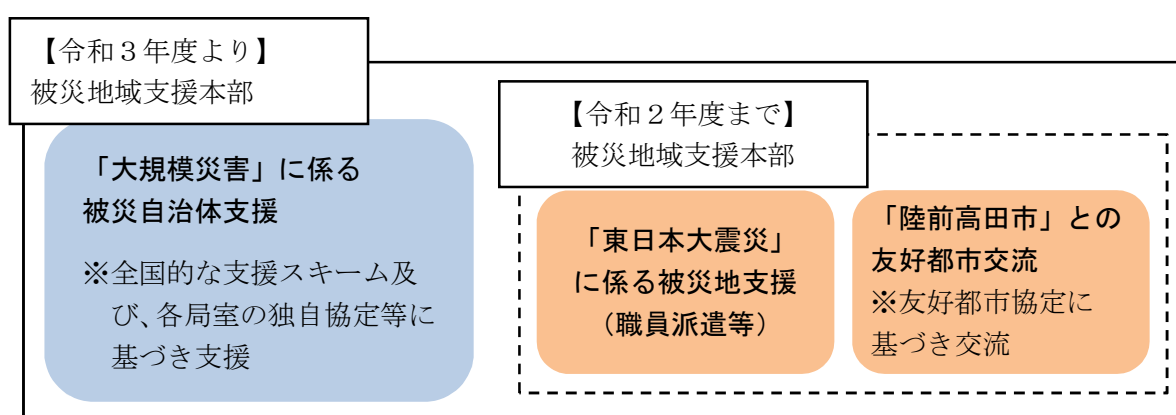 【令和３年度より】
被災地域支援本部
「大規模災害」に係る
被災自治体支援
※全国的な支援スキーム及
び、各局室の独自協定等に
基づき支援
【令和２年度まで】
被災地域支援本部
「東日本大震災」
に係る被災地支援
（職員派遣等）
「陸前高田市」との
友好都市交流
※友好都市協定に
基づき交流